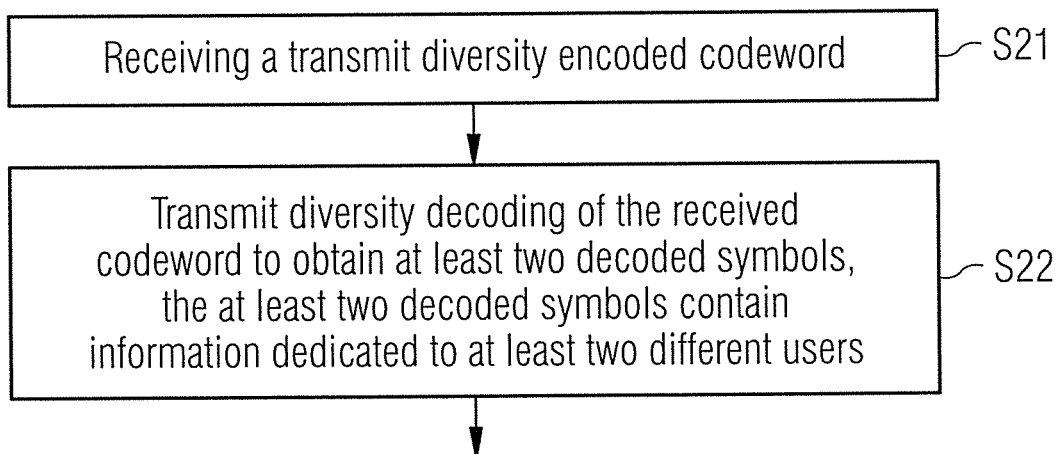 Receiving a transmit diversity encoded codeword
S21
Transmit diversity decoding of the received
codeword to obtain at least two decoded symbols,
the at least two decoded symbols contain
information dedicated to at least two different users
S22